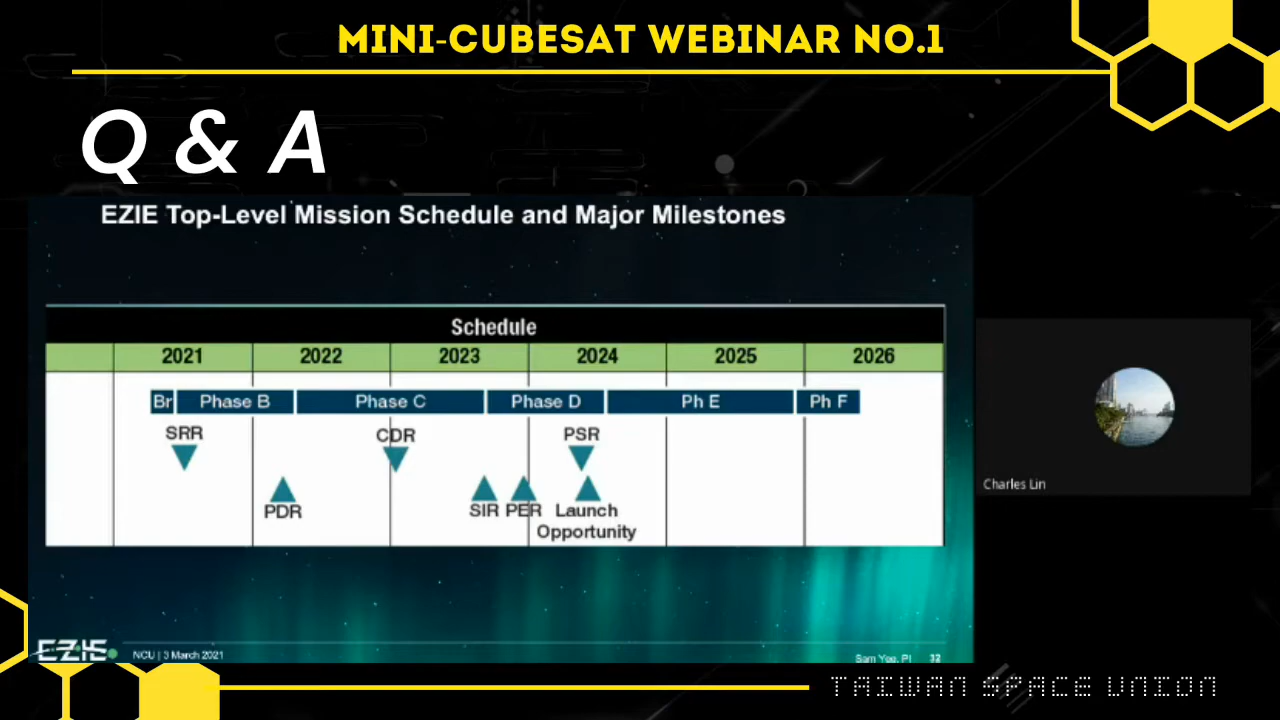 MINI-CUBESAT WEBINAR NO.1
Q & A
EZIE Top-Level Mission Schedule and Major Milestones
Schedule
2021 2022 2023 2024 2025 2026
Br Phase B Phase C Phase D Ph E Ph F
SRR CDR PSR
PDR SIR PER Launch
Opportunity
Charles Lin
EZIE NCU | 3 March 2021 Sam Yee, PI 32
TAIWAN SPACE UNION